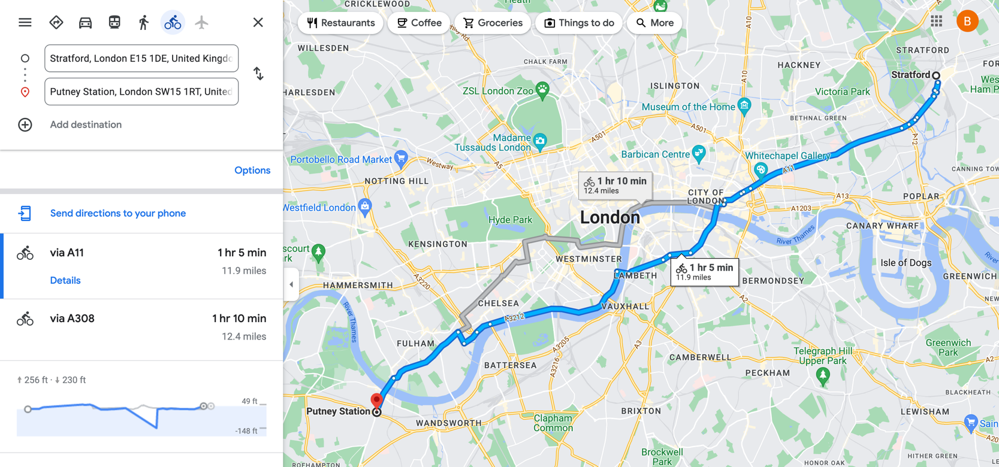 Stratford, London E15 1DE, United Kingdo
Putney Station, London SW15 1RT, United
Add destination
Options
Send directions to your phone
via A11
1 hr 5 min
11.9 miles
Details
via A308
1 hr 10 min
12.4 miles
256 ft · 230 ft
49 ft
-148 ft
Restaurants
Coffee
Groceries
Things to do
More
B
CRICKLEWOOD
Heath
WILLESDEN
CHALK FARM
HACKNEY
STRATFORD
FOR
A10
A10
Stratford
Wes
Ham P
HARLESDEN
ZSL London Zoo
ISLINGTON
Victoria Park
Museum of the Home
BETHNAL GREEN
A501
A501
A12
Madame
Tussauds London
Barbican Centre
Whitechapel Gallery
Portobello Road Market
Westway
A5
A11
CANNING TOW
NOTTING HILL
1 hr 10 min
12.4 miles
CITY OF
LONDON
A13
POPLAR
Westfield London
A1203
London
Hyde Park
CANARY WHARF
River Thames
KENSINGTON
scourt
rk
WESTMINSTER
Isle of Dogs
River
1 hr 5 min
11.9 miles
LAMBETH
BERMONDSEY
GREENWICH
HAMMERSMITH
A3220
A2
NEW
CHELSEA
VAUXHALL
River Thames
A3212
FULHAM
A3205
A3
Telegraph Hill
Upper Park
Greenwich
Park
BATTERSEA
A3216
CAMBERWELL
A2
PECKHAM
BLACKHEATH
Putney Station
BRIXTON
LEWISHAM
WANDSWORTH
Clapham
Common
Sain
A20
Brockwell
Park
HITHER GREEN
LE
ROEHAMPTON
HONOR OAK